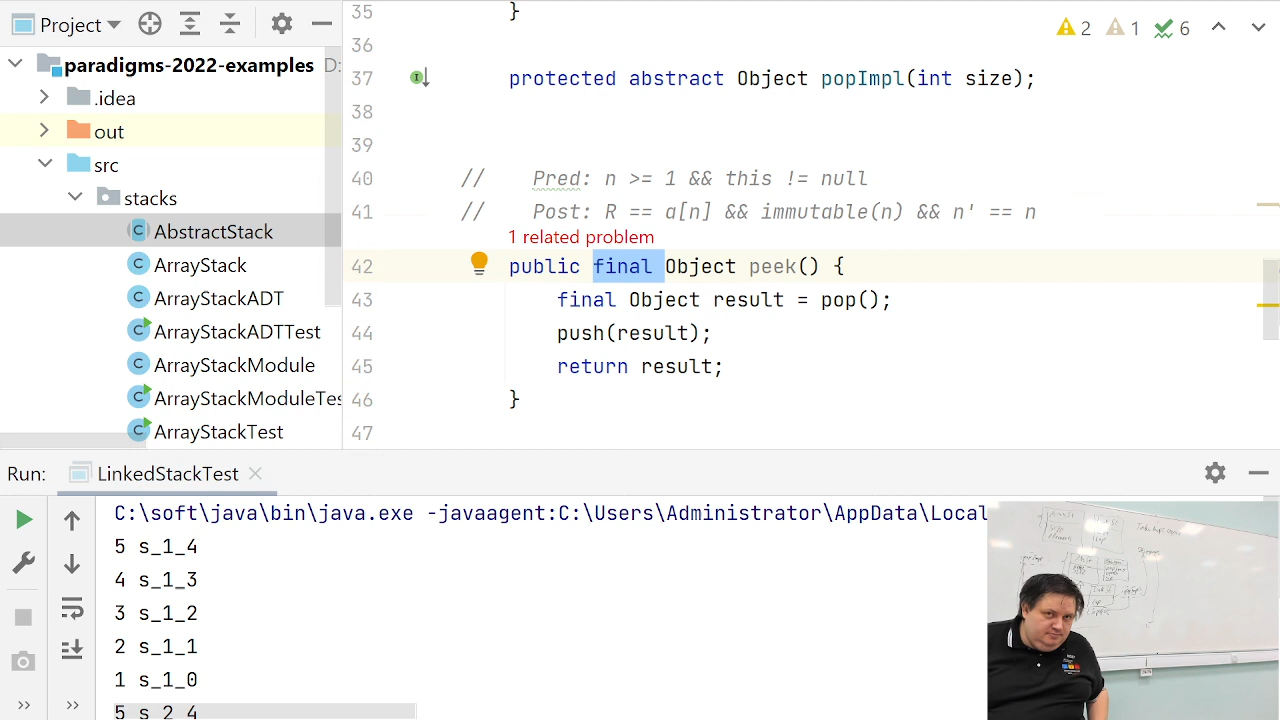 Project
paradigms-2022-examples D:
.idea
out
src
stacks
AbstractStack
ArrayStack
ArrayStackADT
ArrayStackADTTest
ArrayStackModule
ArrayStackModuleTes
ArrayStackTest
2 1 6
35 }
36
37 protected abstract Object popImpl(int size);
38
39
40 // Pred: n >= 1 && this != null
41 // Post: R == a[n] && immutable(n) && n' == n
1 related problem
42 public final Object peek() {
43 final Object result = pop();
44 push(result);
45 return result;
46 }
47
Run: LinkedStackTest
C:\soft\java\bin\java.exe -javaagent:C:\Users\Administrator\AppData\Local
5 s_1_4
4 s_1_3
3 s_1_2
2 s_1_1
1 s_1_0
5 s_2_4